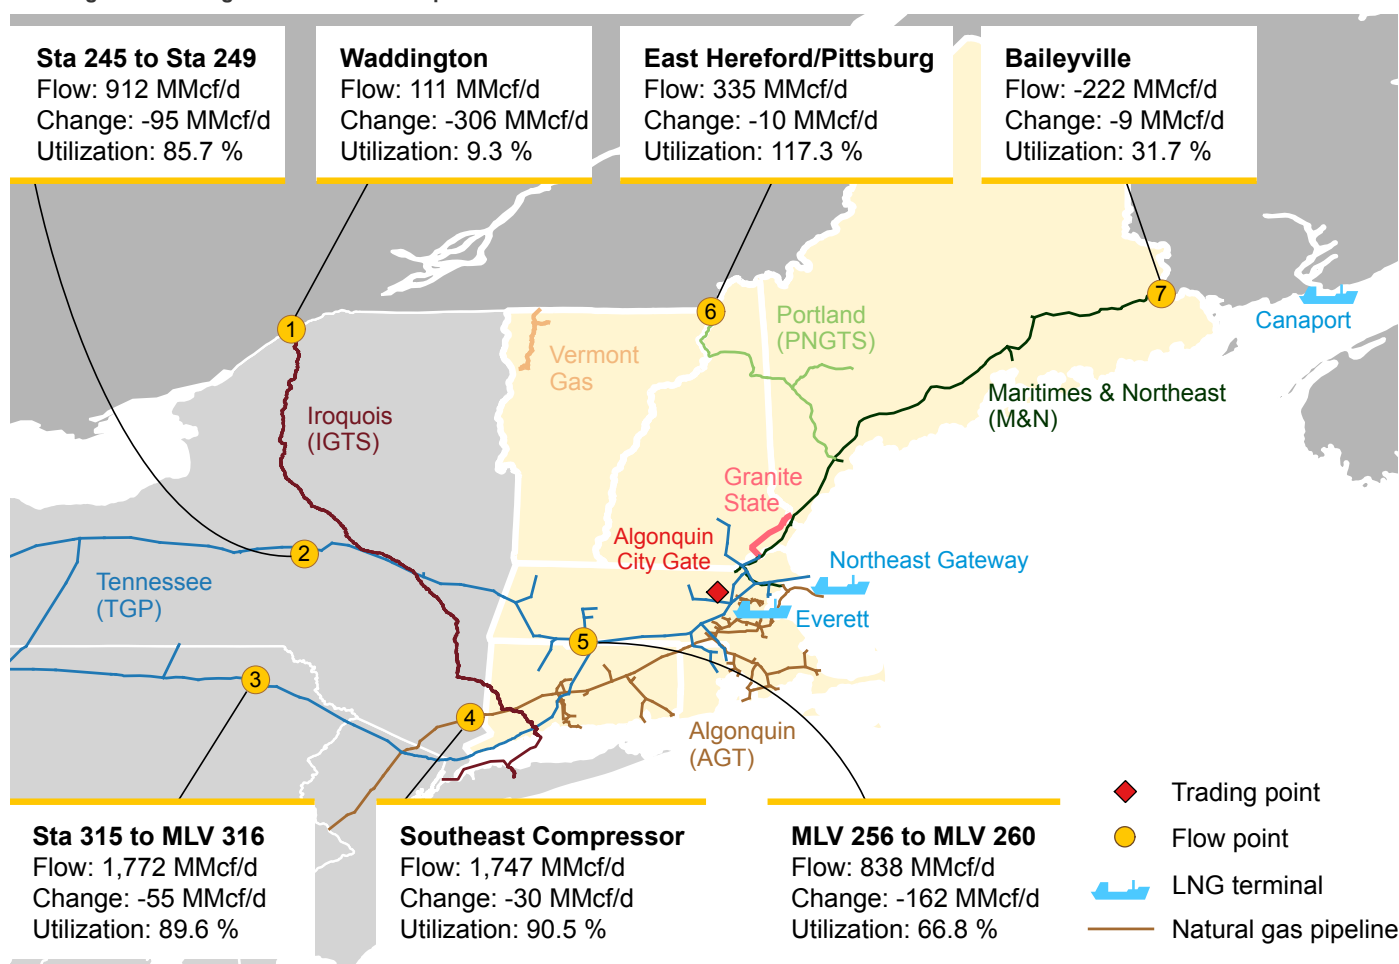 Sta 245 to Sta 249
Flow: 912 MMcf/d
Change: -95 MMcf/d
Utilization: 85.7 %
Waddington
Flow: 111 MMcf/d
Change: -306 MMcf/d
Utilization: 9.3 %
East Hereford/Pittsburg
Flow: 335 MMcf/d
Change: -10 MMcf/d
Utilization: 117.3 %
Baileyville
Flow: -222 MMcf/d
Change: -9 MMcf/d
Utilization: 31.7 %
1
6
7
Canaport
Portland
(PNGTS)
Vermont
Gas
Maritimes & Northeast
(M&N)
Iroquois
(IGTS)
Granite
State
Algonquin
City Gate
2
Northeast Gateway
Tennessee
(TGP)
Everett
5
3
4
Algonquin
(AGT)
Sta 315 to MLV 316
Flow: 1,772 MMcf/d
Change: -55 MMcf/d
Utilization: 89.6 %
Southeast Compressor
Flow: 1,747 MMcf/d
Change: -30 MMcf/d
Utilization: 90.5 %
MLV 256 to MLV 260
Flow: 838 MMcf/d
Change: -162 MMcf/d
Utilization: 66.8 %
Trading point
Flow point
LNG terminal
Natural gas pipeline